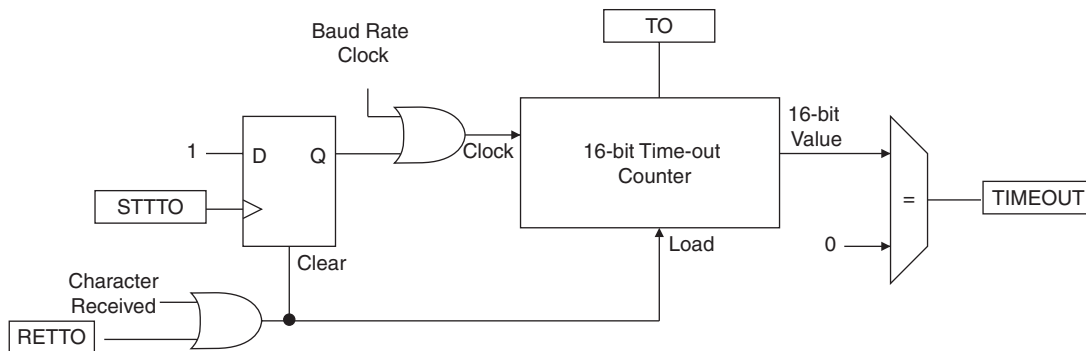 Baud Rate
Clock
TO
1
D
Q
Clock
16-bit Time-out
Counter
16-bit
Value
STTTO
=
TIMEOUT
0
Clear
Load
Character
Received
RETTO